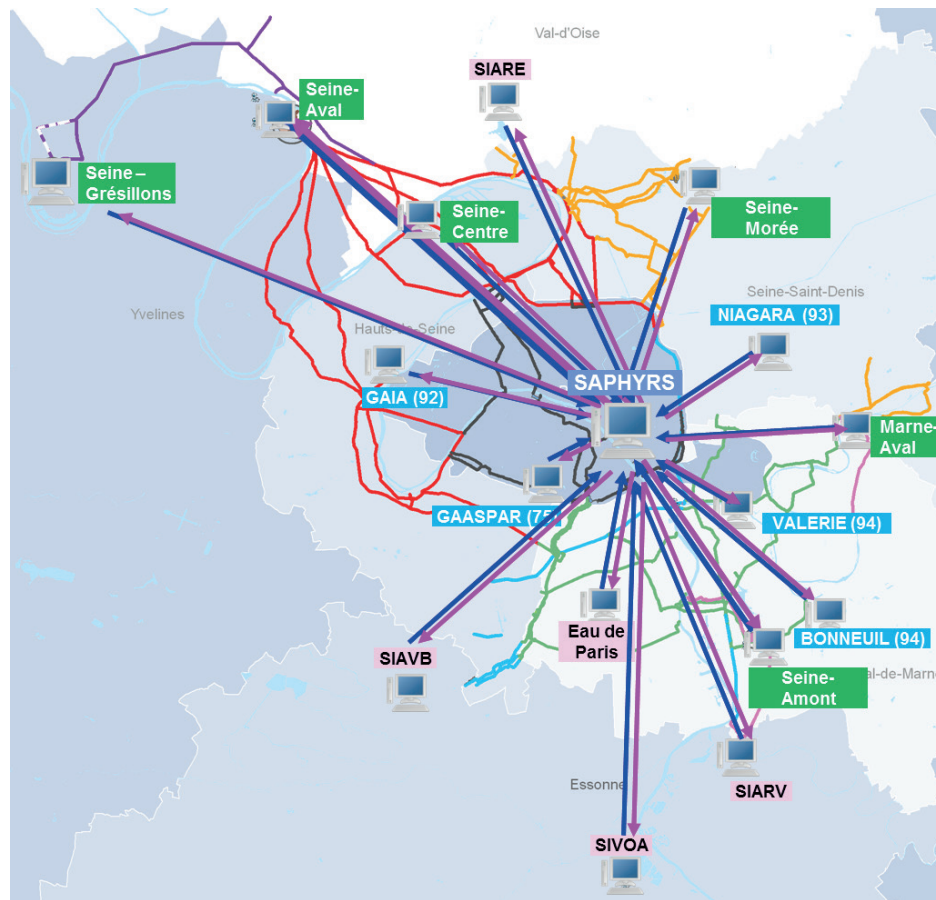 Val-d'Oise
SIARE
Seine-
Aval
Seine –
Grésillons
Seine-
Centre
Seine-
Morée
Seine-Saint-Denis
Yvelines
NIAGARA (93)
Hauts-de-Seine
SAPHYRS
GAIA (92)
Marne-
Aval
GAASPAR (75)
VALERIE (94)
Eau de
Paris
BONNEUIL (94)
SIAVB
Seine-
Amont
al-de-Marne
Essonne
SIARV
SIVOA